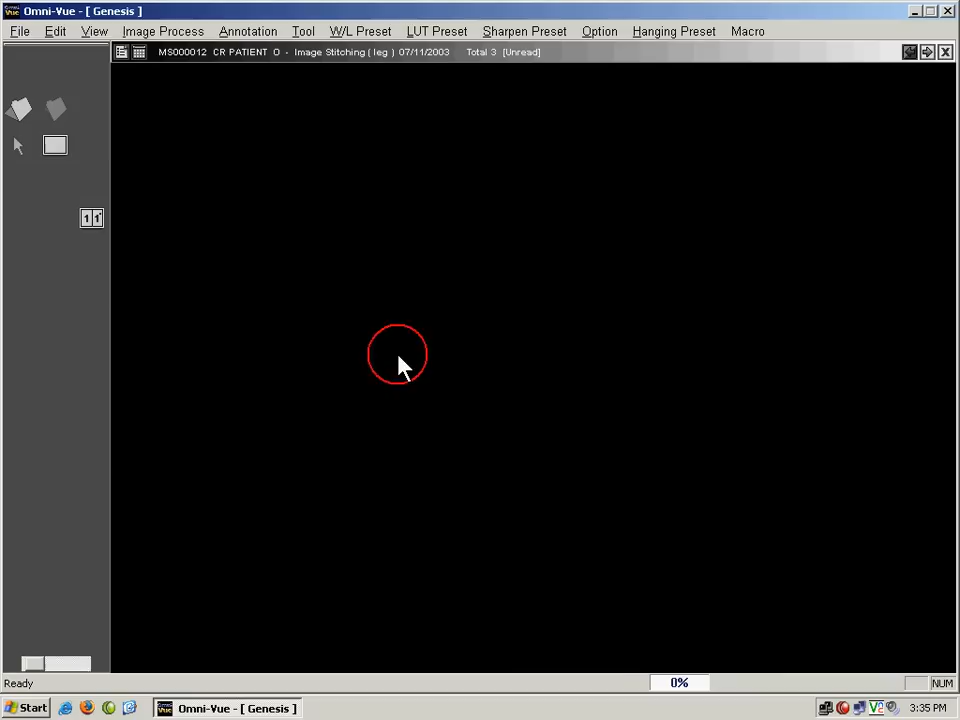 Omni-Vue - [ Genesis ]
File Edit View Image Process Annotation Tool W/L Preset LUT Preset Sharpen Preset Option Hanging Preset Macro
MS000012 CR PATIENT O - Image Stitching ( leg ) 07/11/2003 Total 3 [Unread]
1 1
0%
Ready
NUM
Start
Omni-Vue - [ Genesis ]
3:35 PM